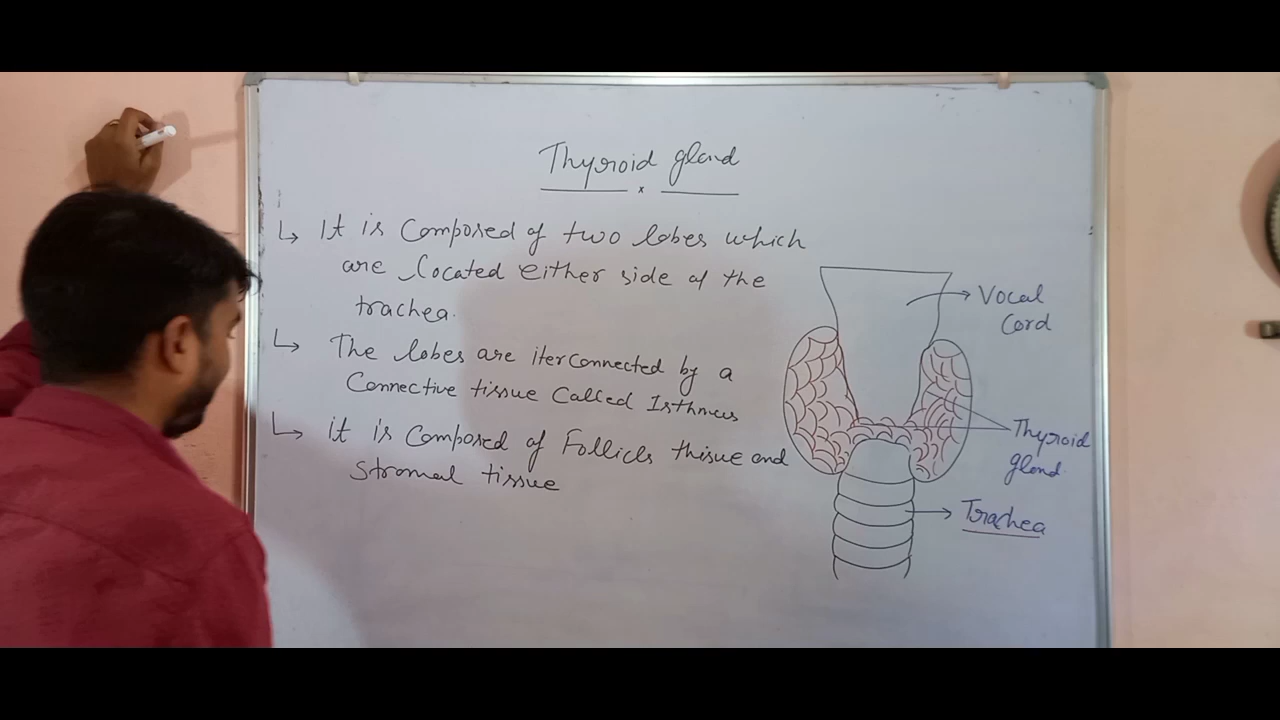 Thyroid gland
x
It is Composed of two lobes which
are located either side of the
trachea.
The lobes are iterconnected by a
Connective tissue Called Isthmus
it is Composed of Follicls thisue and
Stromal tissue
Vocal
Cord
Thyroid
gland
Trachea